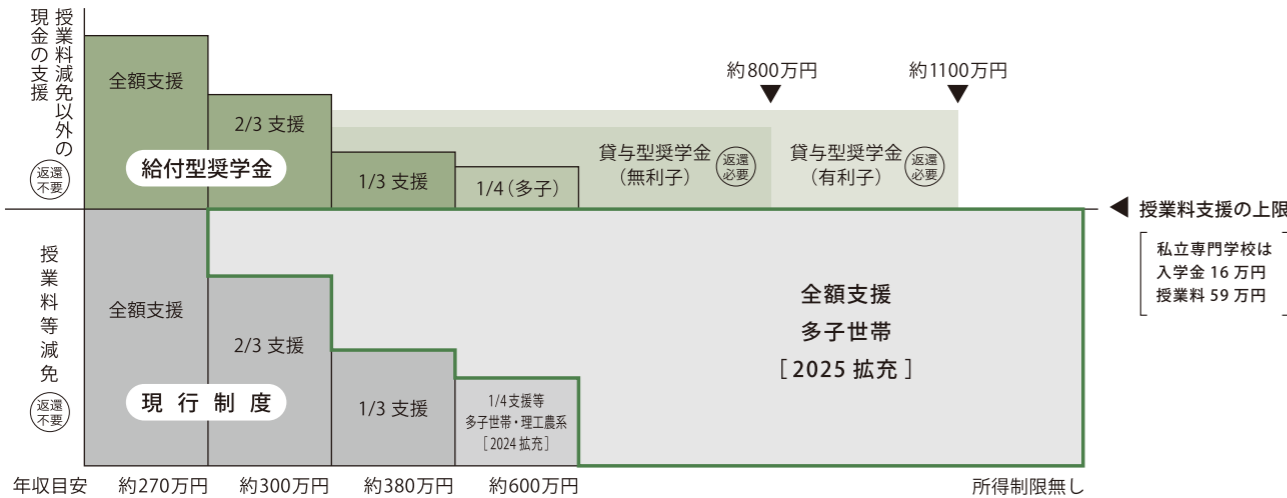 授業料減免以外の
現金の支援
返還
不要
全額支援
2/3 支援
給付型奨学金
1/3 支援
1/4（多子）
約800万円
約1100万円
貸与型奨学金
（無利子）
返還
必要
貸与型奨学金
（有利子）
返還
必要
授業料支援の上限
私立専門学校は
入学金 16 万円
授業料 59 万円
授業料等減免
返還
不要
全額支援
2/3 支援
現行制度
1/3 支援
1/4支援等
多子世帯・理工農系
［2024 拡充］
全額支援
多子世帯
［2025 拡充］
年収目安
約270万円
約300万円
約380万円
約600万円
所得制限無し